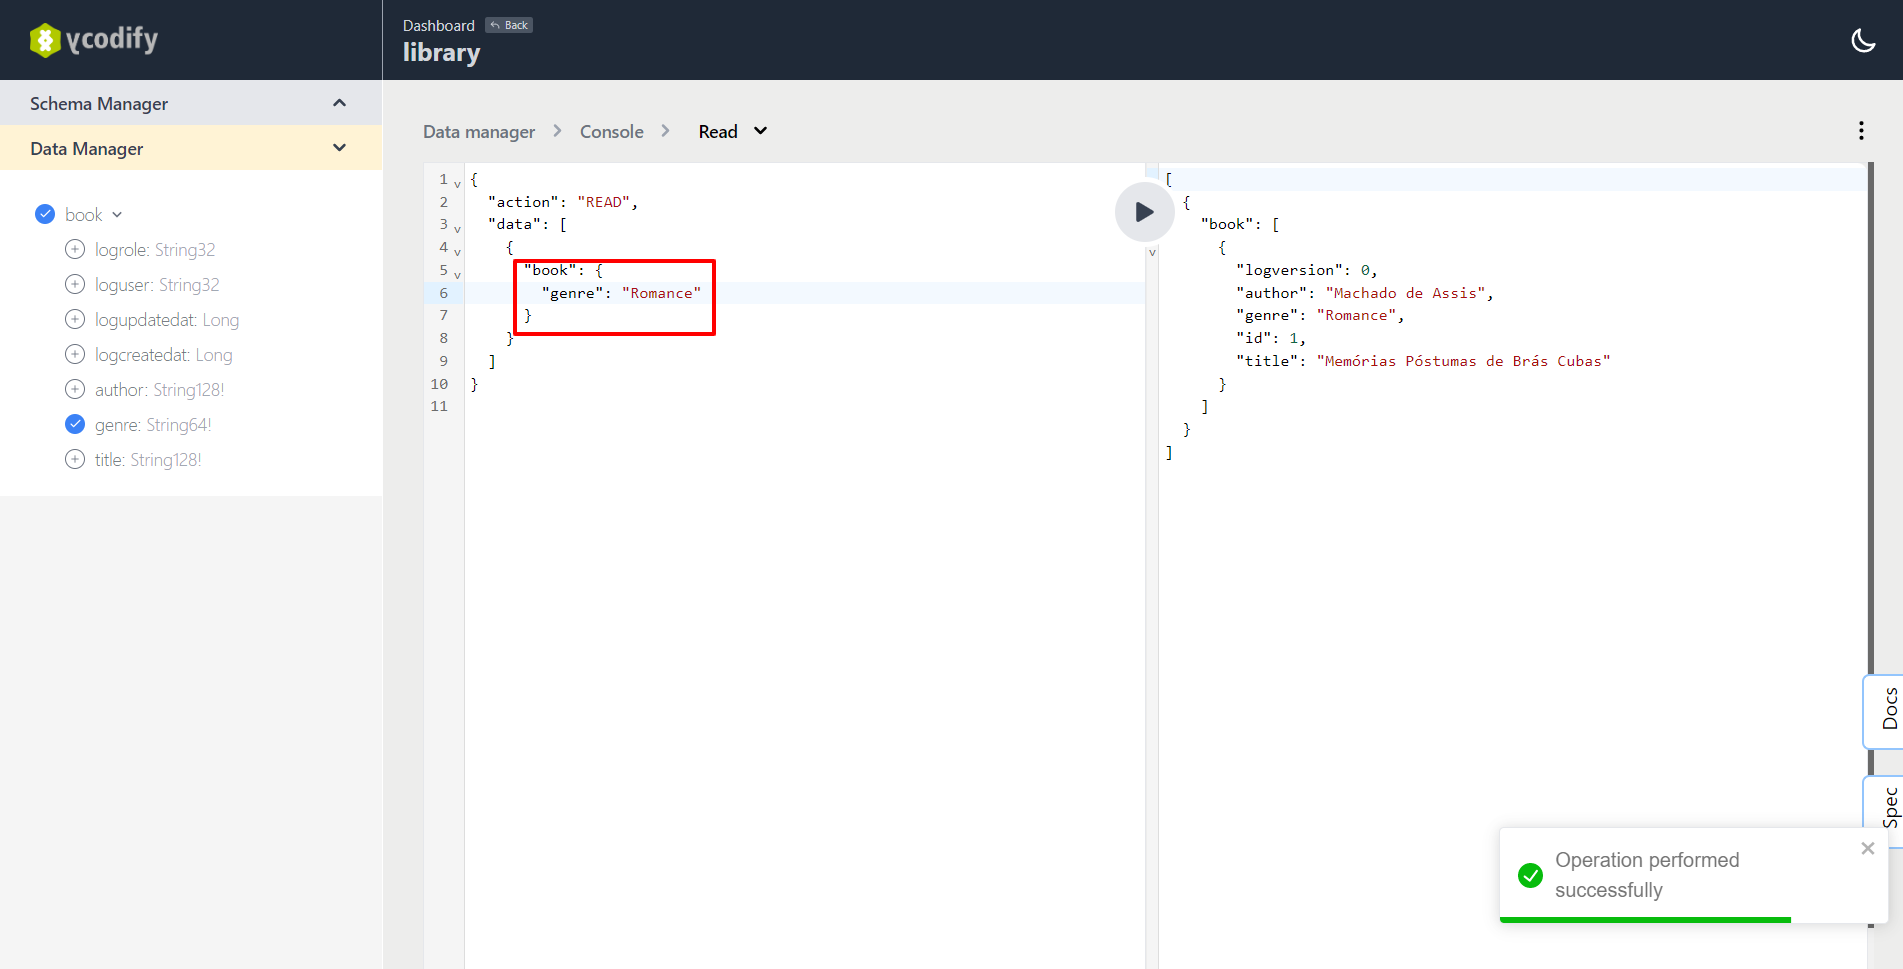 ycodify
Dashboard
Back
library
Schema Manager
Data Manager
book
logrole: String32
loguser: String32
logupdatedat: Long
logcreatedat: Long
author: String128!
genre: String64!
title: String128!
Data manager > Console > Read
1 {
2 "action": "READ",
3 "data": [
4 {
5 "book": {
6 "genre": "Romance"
7 }
8 }
9 ]
10 }
11
[
{
"book": [
{
"logversion": 0,
"author": "Machado de Assis",
"genre": "Romance",
"id": 1,
"title": "Memórias Póstumas de Brás Cubas"
}
]
}
]
Docs
Spec
Operation performed
successfully